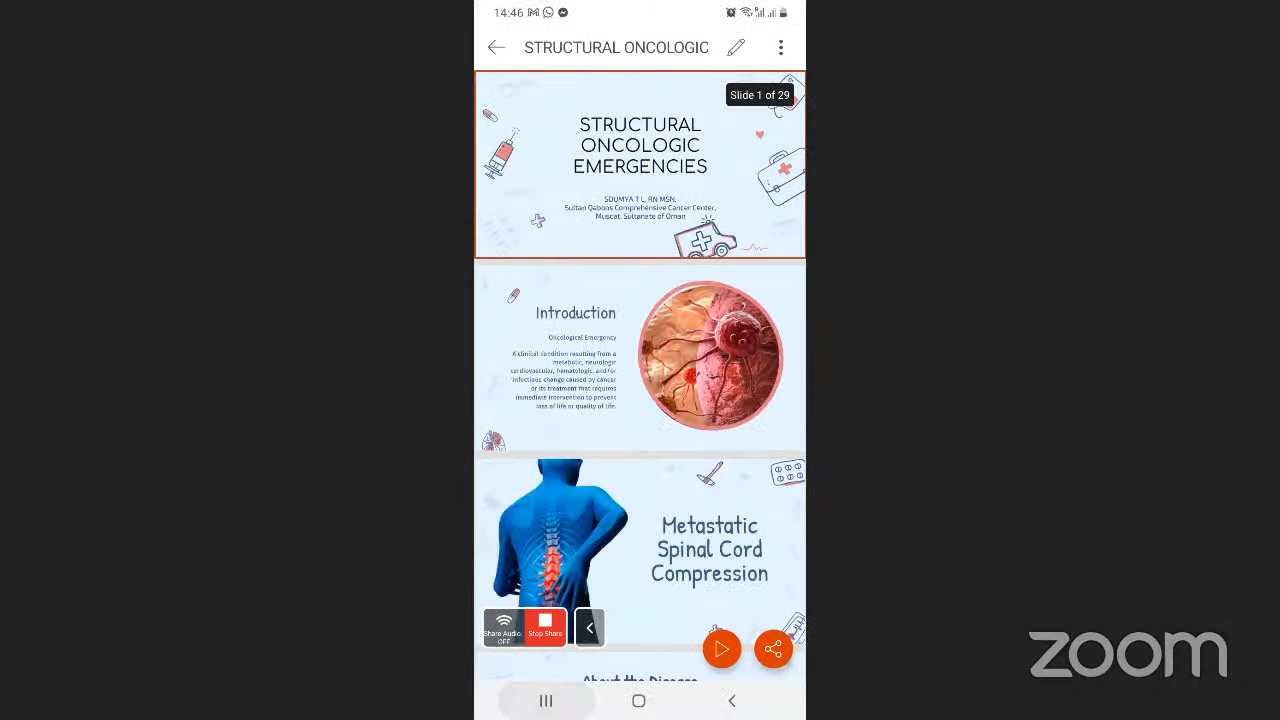 14:46
STRUCTURAL ONCOLOGIC
Slide 1 of 29
STRUCTURAL
ONCOLOGIC
EMERGENCIES
SOUMYA T L, RN MSN,
Sultan Qaboos Comprehensive Cancer Center,
Muscat, Sultanate of Oman
Introduction
Oncological Emergency
A clinical condition resulting from a
metabolic, neurologic
cardiovascular, hematologic, and/or
infectious change caused by cancer
or its treatment that requires
immediate intervention to prevent
loss of life or quality of life.
Metastatic
Spinal Cord
Compression
Share Audio
OFF
Stop Share
About the Disease
zoom